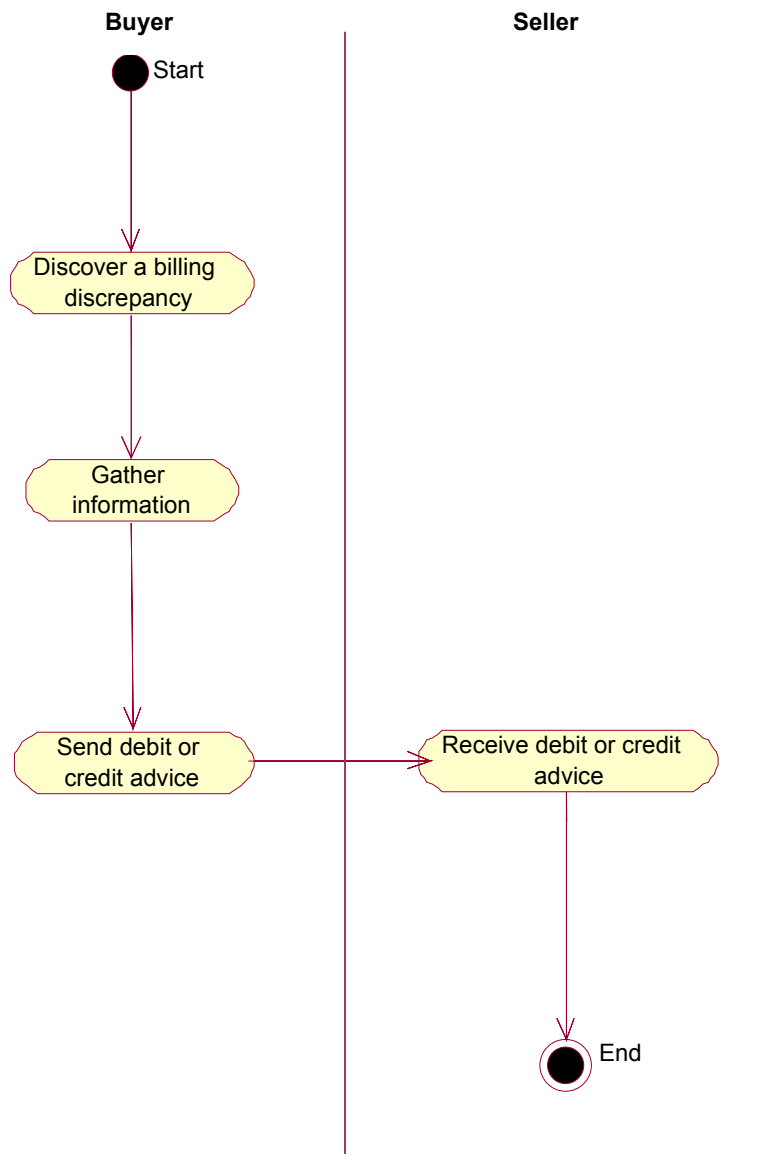 Buyer
Seller
Start
Discover a billing
discrepancy
Gather
information
Send debit or
credit advice
Receive debit or credit
advice
End